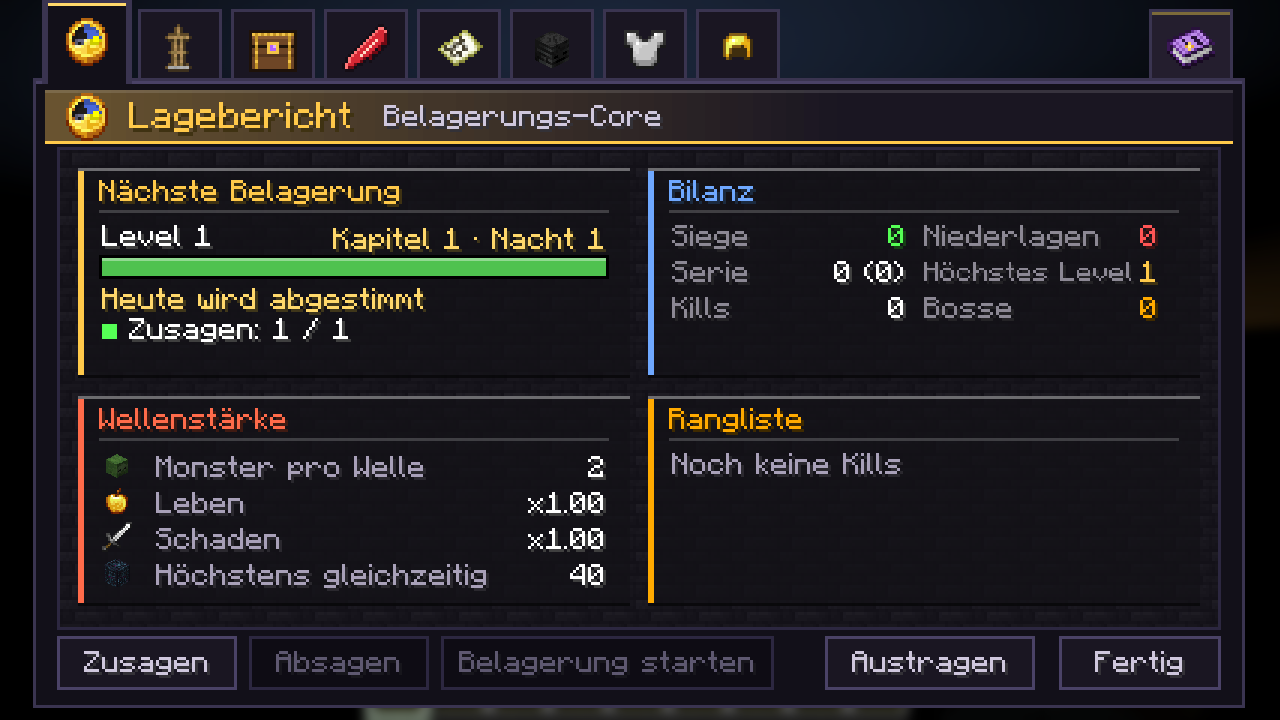 Lagebericht Belagerungs-Core
Nächste Belagerung
Level 1 Kapitel 1 · Nacht 1
Heute wird abgestimmt
Zusagen: 1 / 1
Bilanz
Siege 0 Niederlagen 0
Serie 0 (0) Höchstes Level 1
Kills 0 Bosse 0
Wellenstärke
Monster pro Welle 2
Leben x1.00
Schaden x1.00
Höchstens gleichzeitig 40
Rangliste
Noch keine Kills
Zusagen Absagen Belagerung starten Austragen Fertig